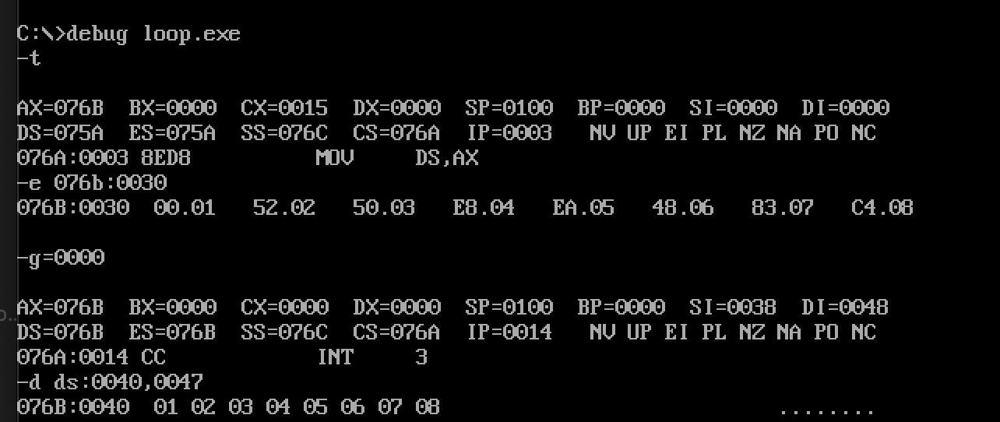 C:\>debug loop.exe
-t
AX=076B  BX=0000  CX=0015  DX=0000  SP=0100  BP=0000  SI=0000  DI=0000
DS=075A  ES=075A  SS=076C  CS=076A  IP=0003   NV UP EI PL NZ NA PO NC
076A:0003 8ED8          MOV     DS,AX
-e 076b:0030
076B:0030  00.01   52.02   50.03   E8.04   EA.05   48.06   83.07   C4.08
-g=0000
AX=076B  BX=0000  CX=0000  DX=0000  SP=0100  BP=0000  SI=0038  DI=0048
DS=076B  ES=076B  SS=076C  CS=076A  IP=0014   NV UP EI PL NZ NA PO NC
076A:0014 CC            INT     3
-d ds:0040,0047
076B:0040  01 02 03 04 05 06 07 08                           ........